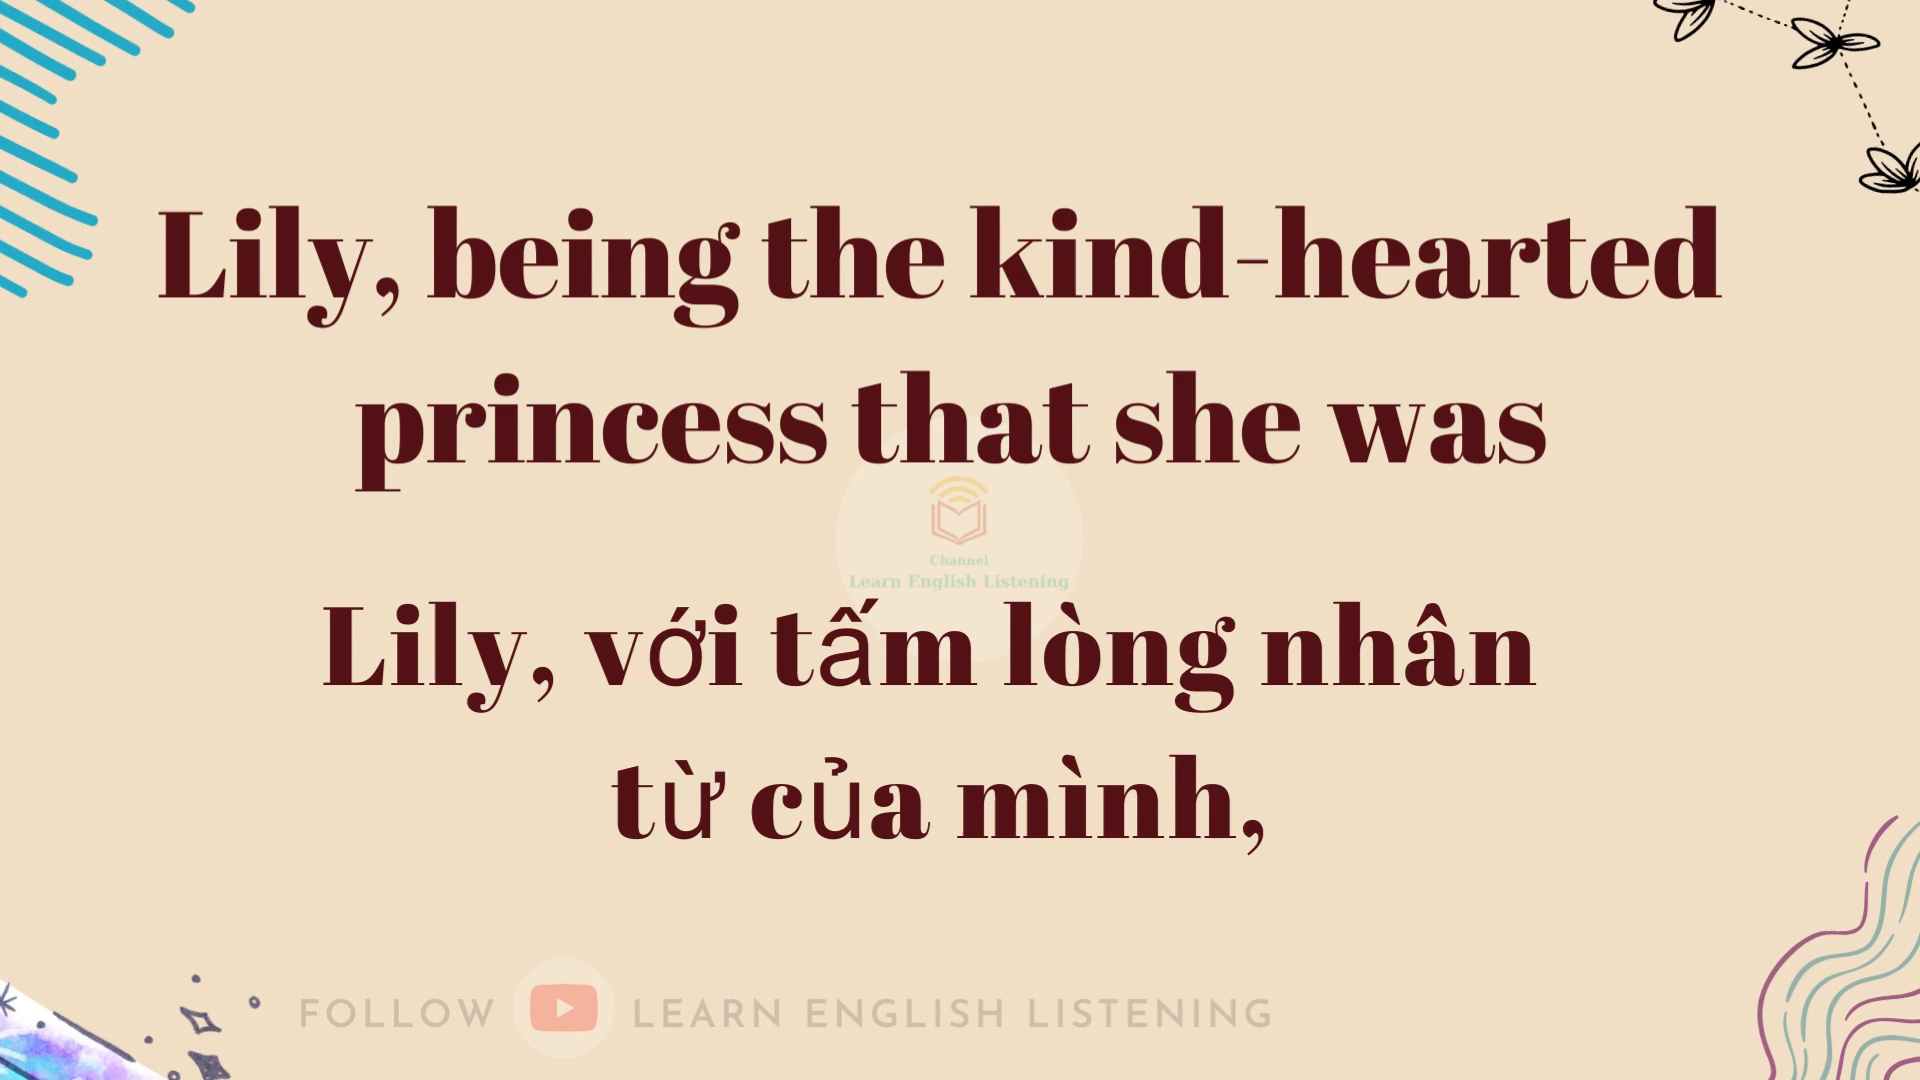 Lily, being the kind-hearted
princess that she was
Channel
Learn English Listening
Lily, với tấm lòng nhân
từ của mình,
FOLLOW LEARN ENGLISH LISTENING